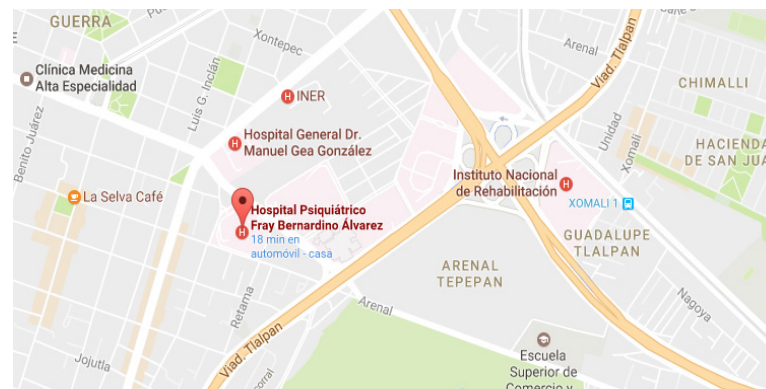 GUERRA
Xontepec
Clínica Medicina
Alta Especialidad
Luis G. Inclán
INER
Hospital General Dr.
Manuel Gea González
Benito Juárez
La Selva Café
Hospital Psiquiátrico
Fray Bernardino Álvarez
18 min en
automóvil - casa
Arenal
Viad. Tlalpan
CHIMALLI
Unidad
Xomali
HACIENDA
DE SAN JUA
Instituto Nacional
de Rehabilitación
XOMALI 1
GUADALUPE
TLALPAN
ARENAL
TEPEPAN
Nagoya
Retama
Arenal
Viad. Tlalpan
Jojutla
Escuela
Superior de
Comercio y